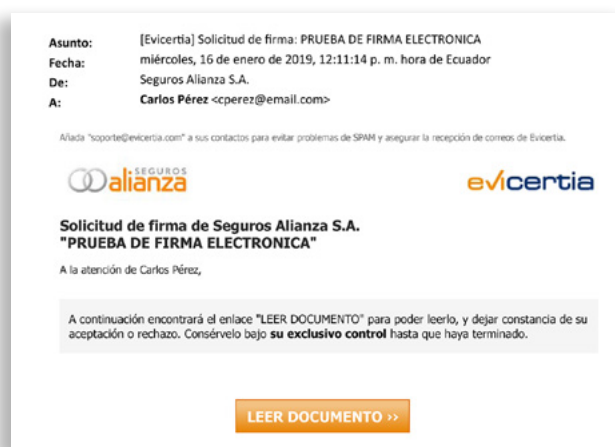 Asunto: [Evicertia] Solicitud de firma: PRUEBA DE FIRMA ELECTRONICA
Fecha: miércoles, 16 de enero de 2019, 12:11:14 p. m. hora de Ecuador
De: Seguros Alianza S.A.
A: Carlos Pérez <cperez@email.com>
Añada "soporte@evicertia.com" a sus contactos para evitar problemas de SPAM y asegurar la recepción de correos de Evicertia.
SEGUROS
alianza
evicertia
Solicitud de firma de Seguros Alianza S.A.
"PRUEBA DE FIRMA ELECTRONICA"
A la atención de Carlos Pérez,
A continuación encontrará el enlace "LEER DOCUMENTO" para poder leerlo, y dejar constancia de su
aceptación o rechazo. Consérvelo bajo su exclusivo control hasta que haya terminado.
LEER DOCUMENTO ››